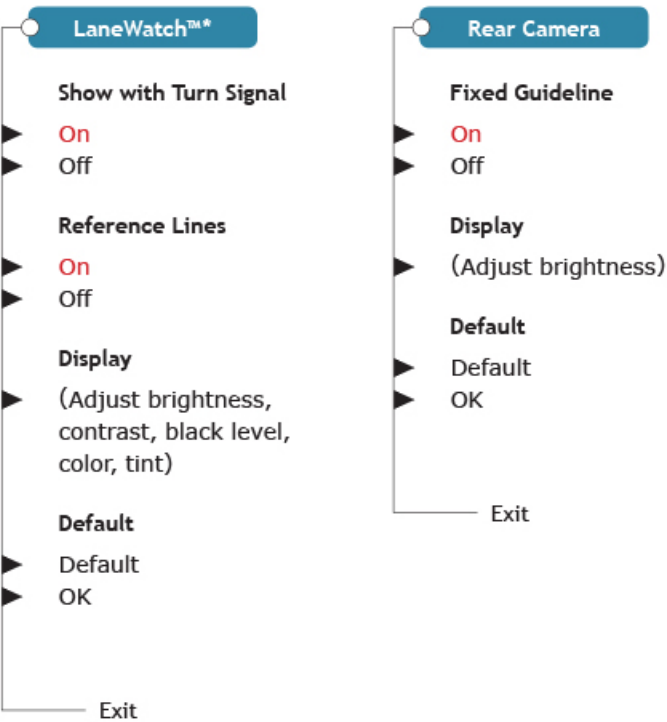 LaneWatch™*
Show with Turn Signal
On
Off
Reference Lines
On
Off
Display
(Adjust brightness,
contrast, black level,
color, tint)
Default
Default
OK
Exit
Rear Camera
Fixed Guideline
On
Off
Display
(Adjust brightness)
Default
Default
OK
Exit